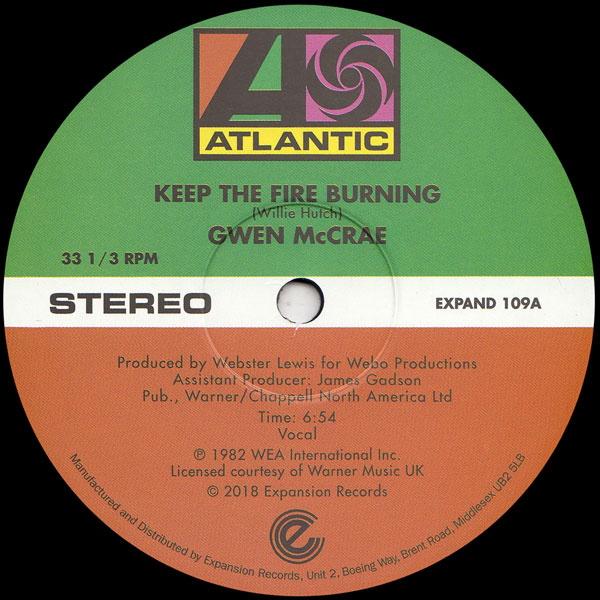 ATLANTIC
KEEP THE FIRE BURNING
(Willie Hutch)
GWEN McCRAE
33 1/3 RPM
STEREO
EXPAND 109A
Produced by Webster Lewis for Webo Productions
Assistant Producer: James Gadson
Pub., Warner/Chappell North America Ltd
Time: 6:54
Vocal
℗ 1982 WEA International Inc.
Licensed courtesy of Warner Music UK
© 2018 Expansion Records
Manufactured and Distributed by Expansion Records, Unit 2, Boeing Way, Brent Road, Middlesex UB2 5LB